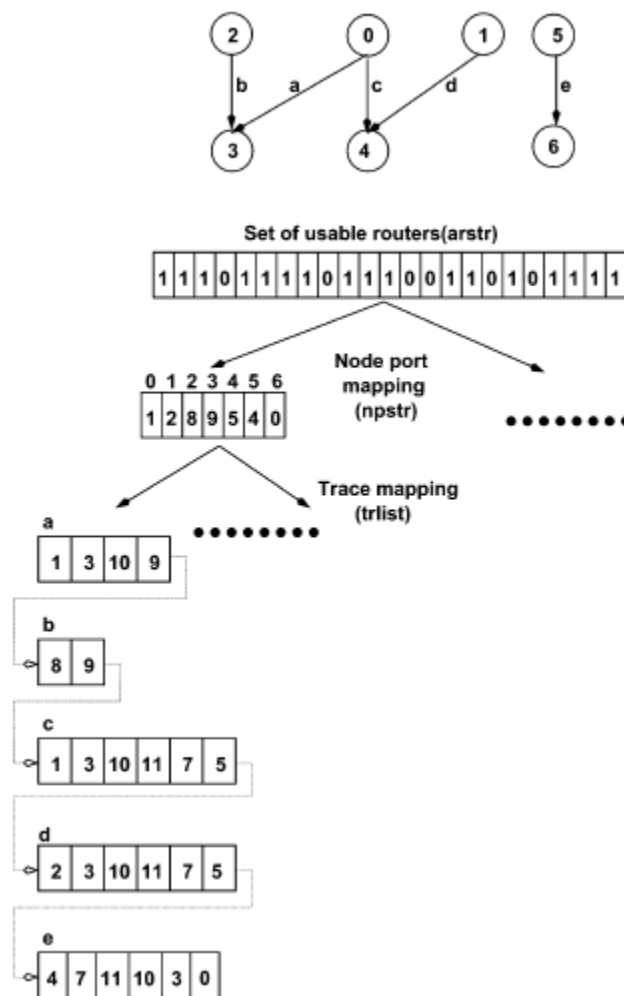 2 0 1 5
b a c d e
3 4 6
Set of usable routers(arstr)
1 1 1 0 1 1 1 1 0 1 1 1 0 0 1 1 0 1 0 1 1 1 1
Node port
mapping
(npstr)
0 1 2 3 4 5 6
1 2 8 9 5 4 0
Trace mapping
(trlist)
a
1 3 10 9
b
8 9
c
1 3 10 11 7 5
d
2 3 10 11 7 5
e
4 7 11 10 3 0